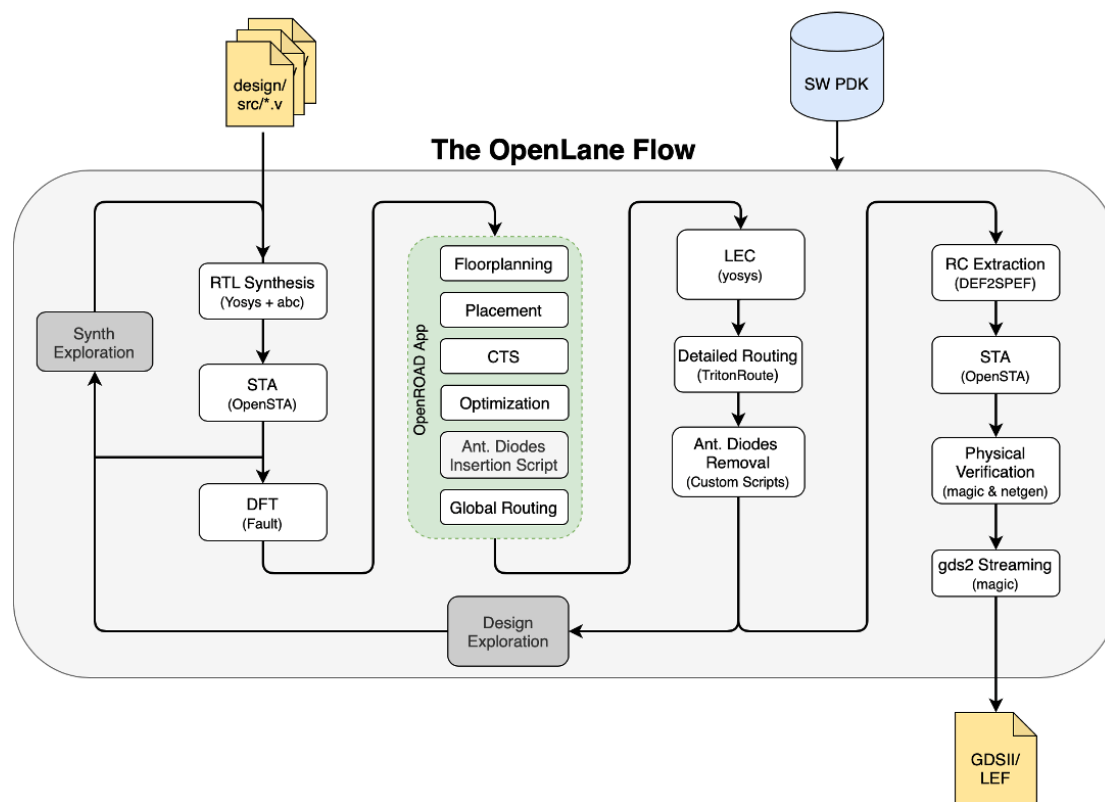 design/
src/*.v
SW PDK
The OpenLane Flow
RTL Synthesis
(Yosys + abc)
Synth
Exploration
STA
(OpenSTA)
DFT
(Fault)
OpenROAD App
Floorplanning
Placement
CTS
Optimization
Ant. Diodes
Insertion Script
Global Routing
LEC
(yosys)
Detailed Routing
(TritonRoute)
Ant. Diodes
Removal
(Custom Scripts)
Design
Exploration
RC Extraction
(DEF2SPEF)
STA
(OpenSTA)
Physical
Verification
(magic & netgen)
gds2 Streaming
(magic)
GDSII/
LEF